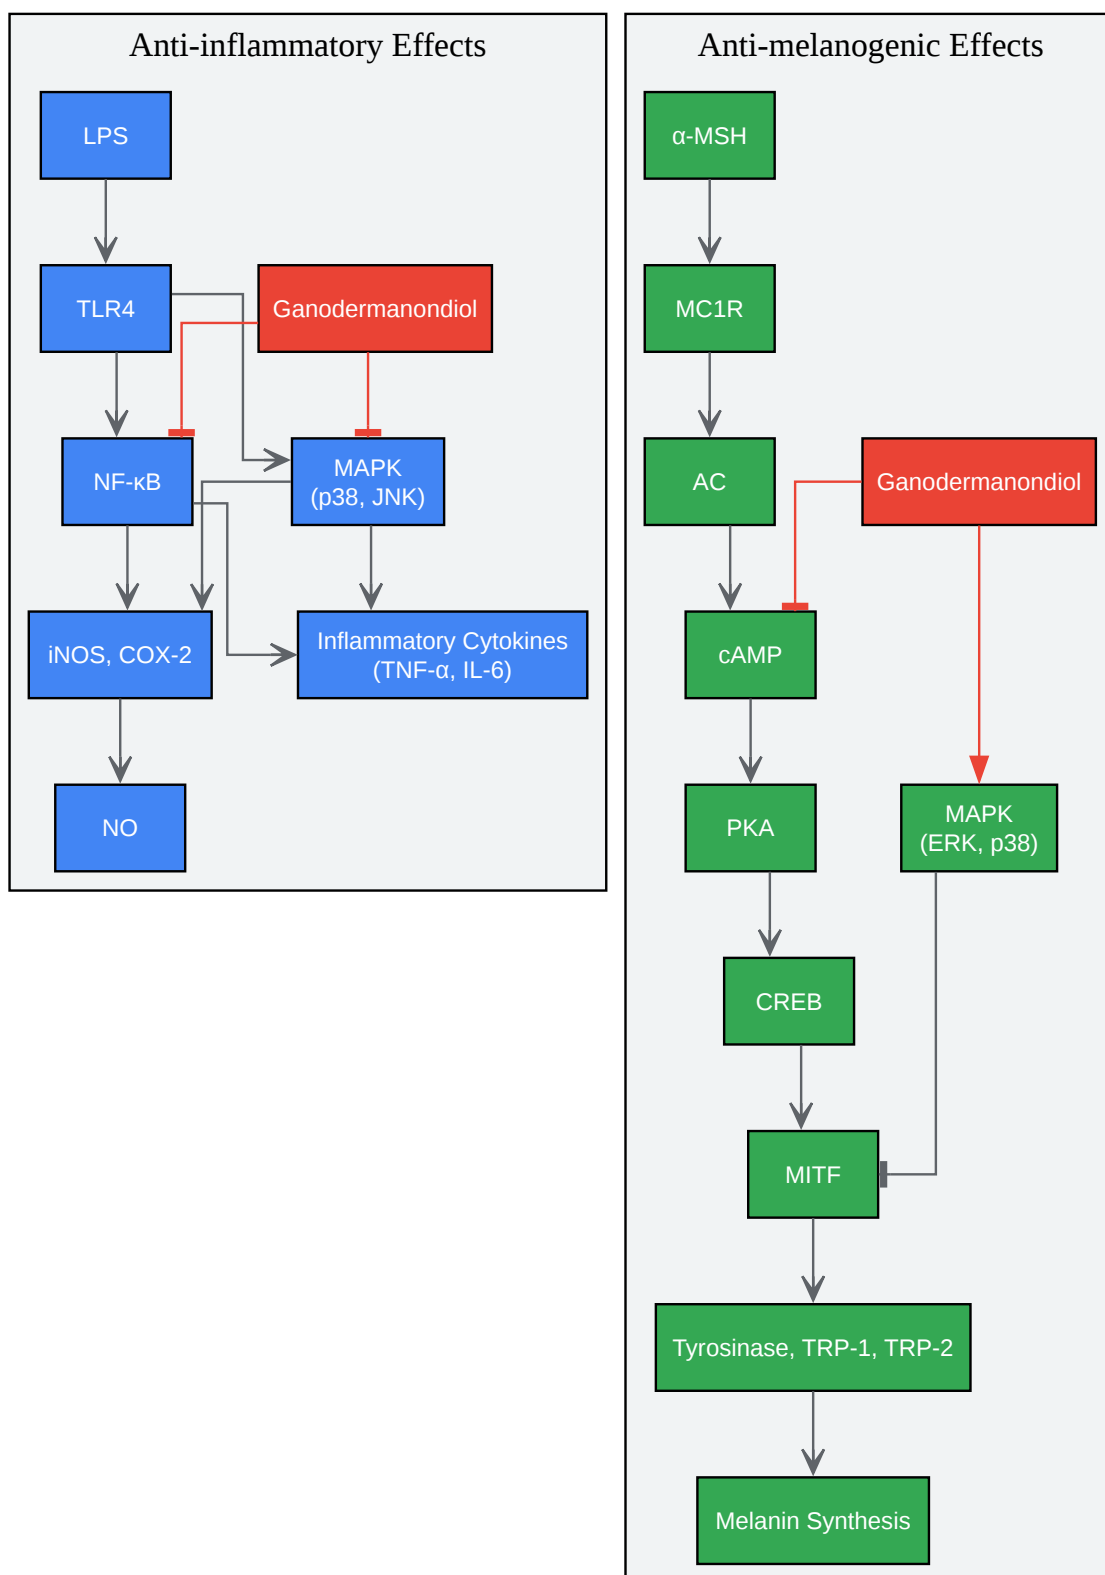 Anti-inflammatory Effects
LPS
TLR4
Ganodermanondiol
NF-κB
MAPK
(p38, JNK)
iNOS, COX-2
Inflammatory Cytokines
(TNF-α, IL-6)
NO
Anti-melanogenic Effects
α-MSH
MC1R
AC
Ganodermanondiol
cAMP
PKA
MAPK
(ERK, p38)
CREB
MITF
Tyrosinase, TRP-1, TRP-2
Melanin Synthesis